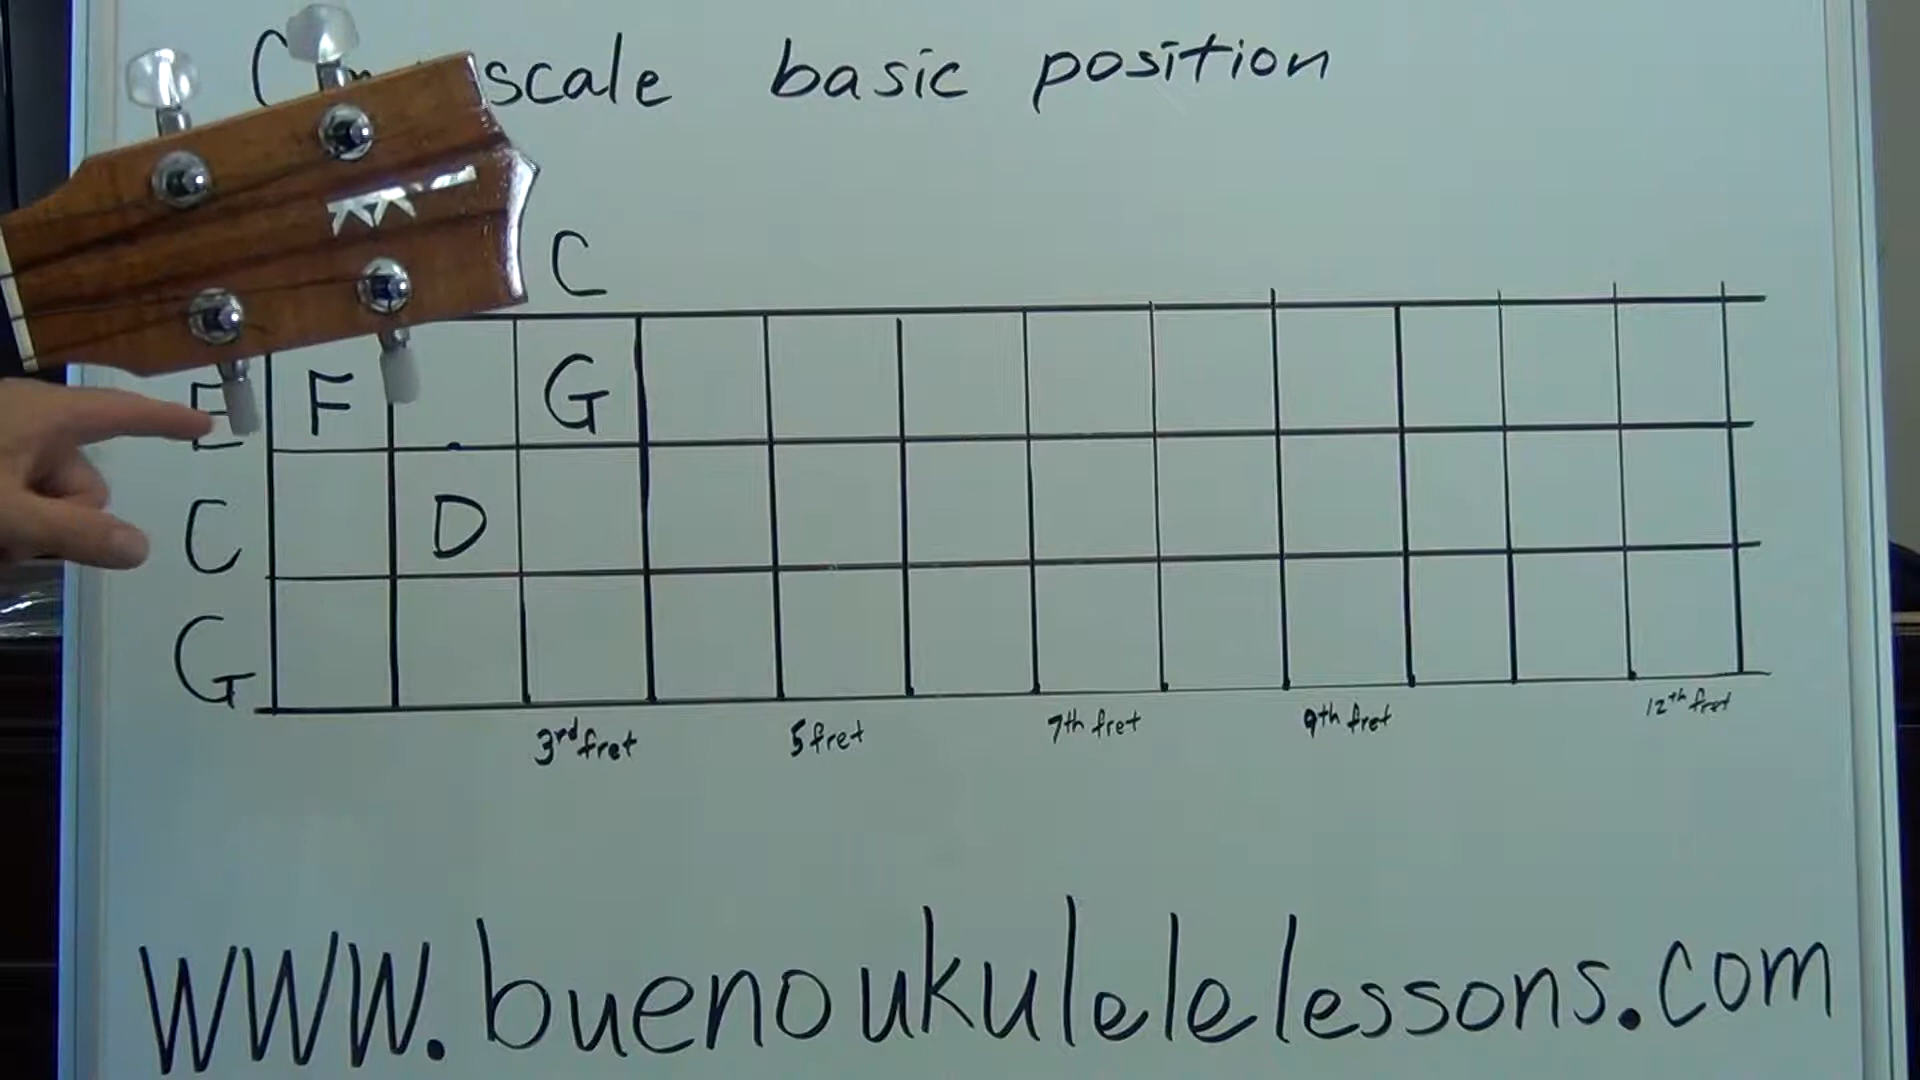 scale basic position
C
E F G
C D
G
3rd fret 5 fret 7th fret 9th fret 12th fret
www.buenoukulelelessons.com